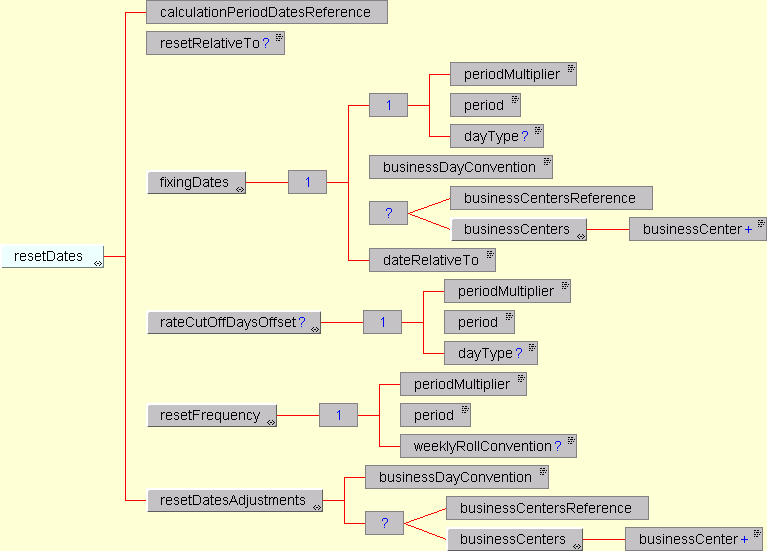 calculationPeriodDatesReference
resetRelativeTo?
periodMultiplier
1
period
dayType?
businessDayConvention
fixingDates
1
businessCentersReference
?
businessCenters
businessCenter+
resetDates
dateRelativeTo
periodMultiplier
rateCutOffDaysOffset?
1
period
dayType?
periodMultiplier
resetFrequency
1
period
weeklyRollConvention?
businessDayConvention
resetDatesAdjustments
businessCentersReference
?
businessCenters
businessCenter+